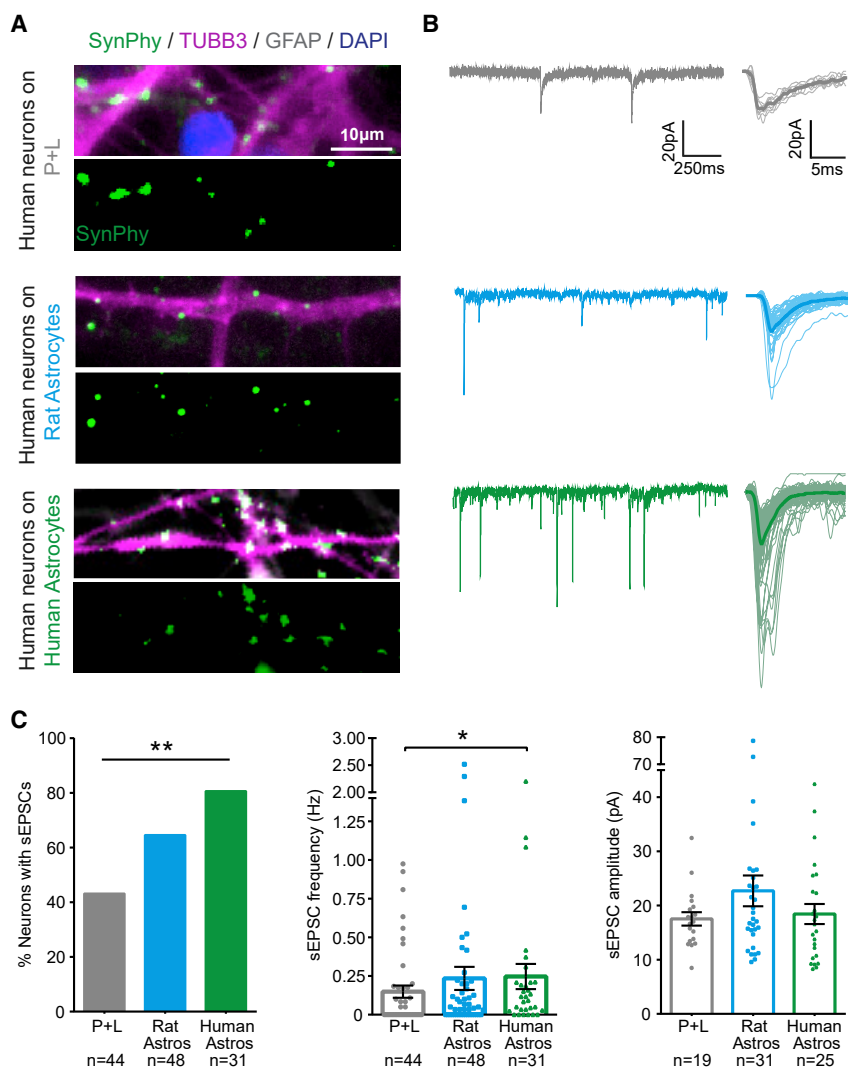 A
SynPhy / TUBB3 / GFAP / DAPI
Human neurons on
P+L
10µm
SynPhy
Human neurons on
Rat Astrocytes
Human neurons on
Human Astrocytes
B
20pA
250ms
20pA
5ms
C
% Neurons with sEPSCs
100
80
60
40
20
0
**
P+L
Rat
Astros
Human
Astros
n=44
n=48
n=31
sEPSC frequency (Hz)
3.00
2.50
2.00
1.25
0.75
0.50
0.25
0
*
P+L
Rat
Astros
Human
Astros
n=44
n=48
n=31
sEPSC amplitude (pA)
80
60
40
30
20
10
0
P+L
Rat
Astros
Human
Astros
n=19
n=31
n=25